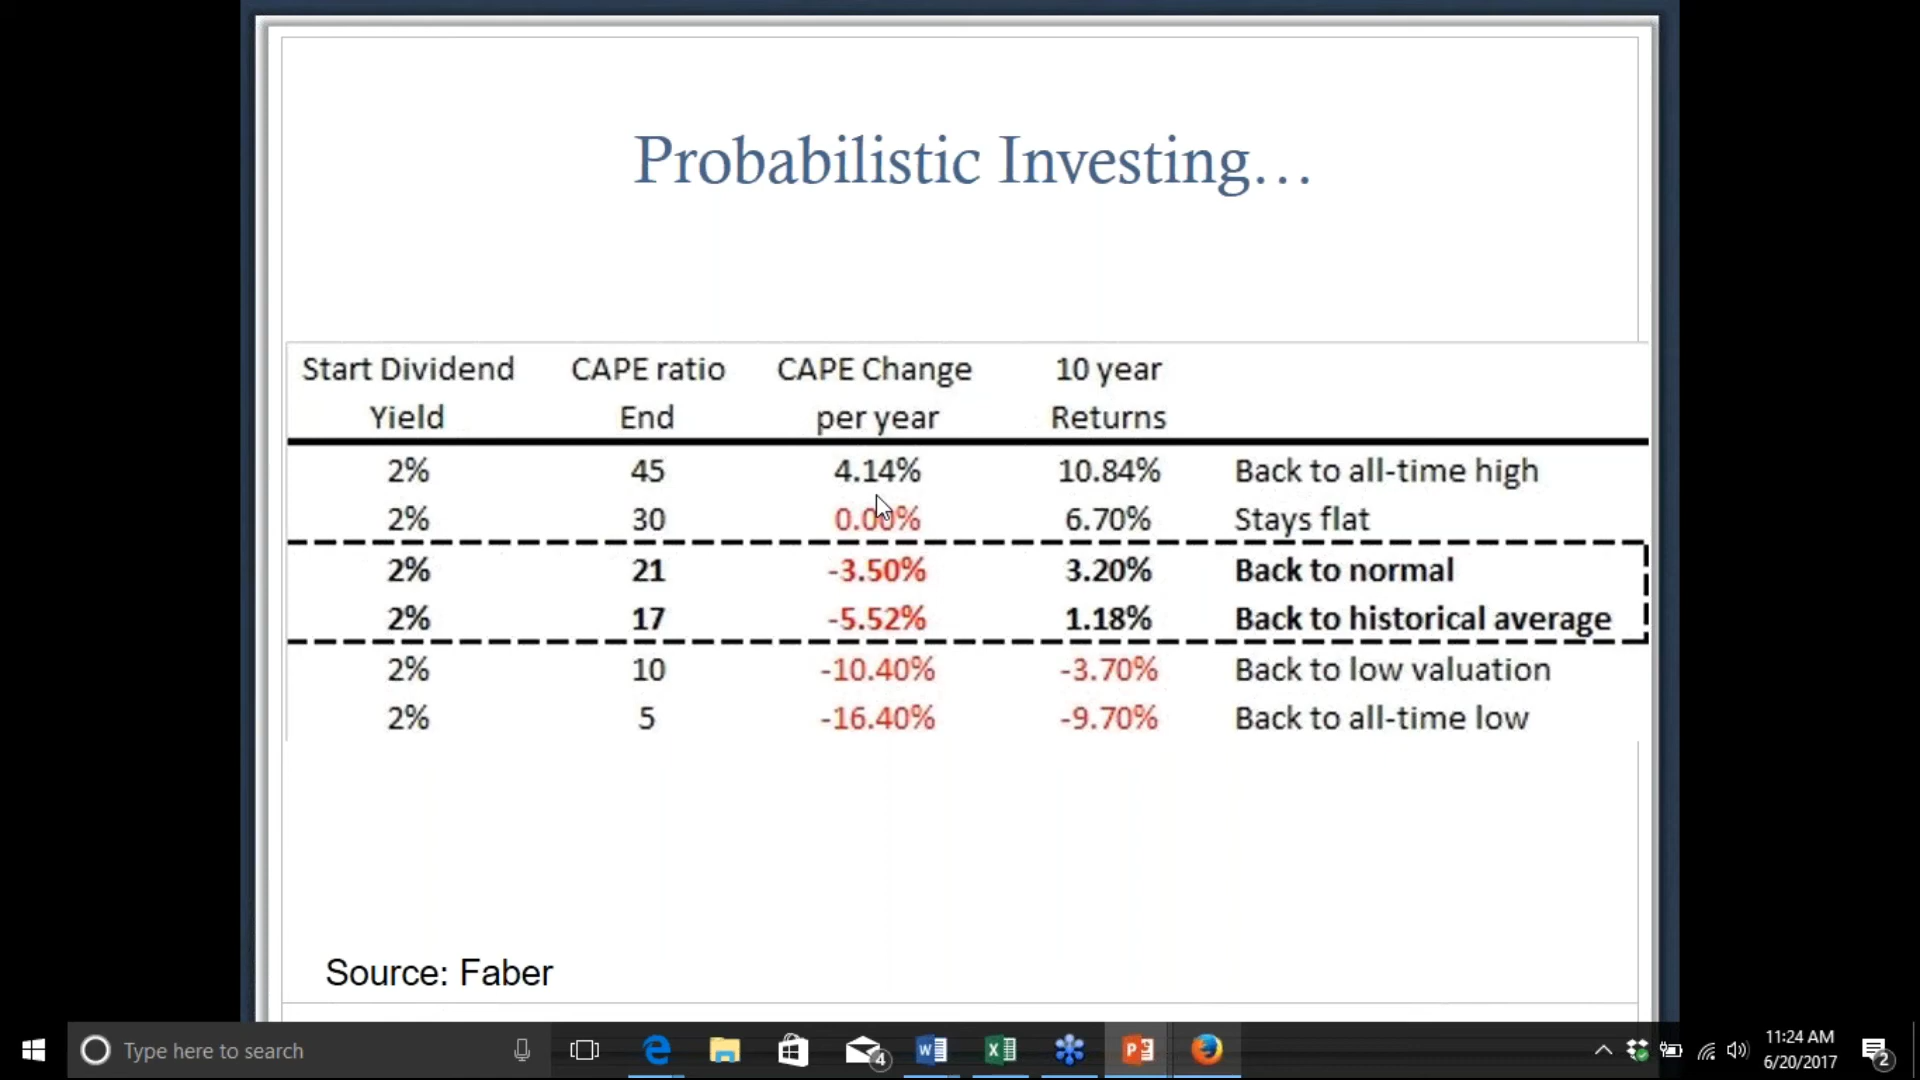 Probabilistic Investing…
Start Dividend Yield CAPE ratio End CAPE Change per year 10 year Returns
2% 45 4.14% 10.84% Back to all-time high
2% 30 0.00% 6.70% Stays flat
2% 21 -3.50% 3.20% Back to normal
2% 17 -5.52% 1.18% Back to historical average
2% 10 -10.40% -3.70% Back to low valuation
2% 5 -16.40% -9.70% Back to all-time low
Source: Faber
Type here to search
4
11:24 AM
6/20/2017
2